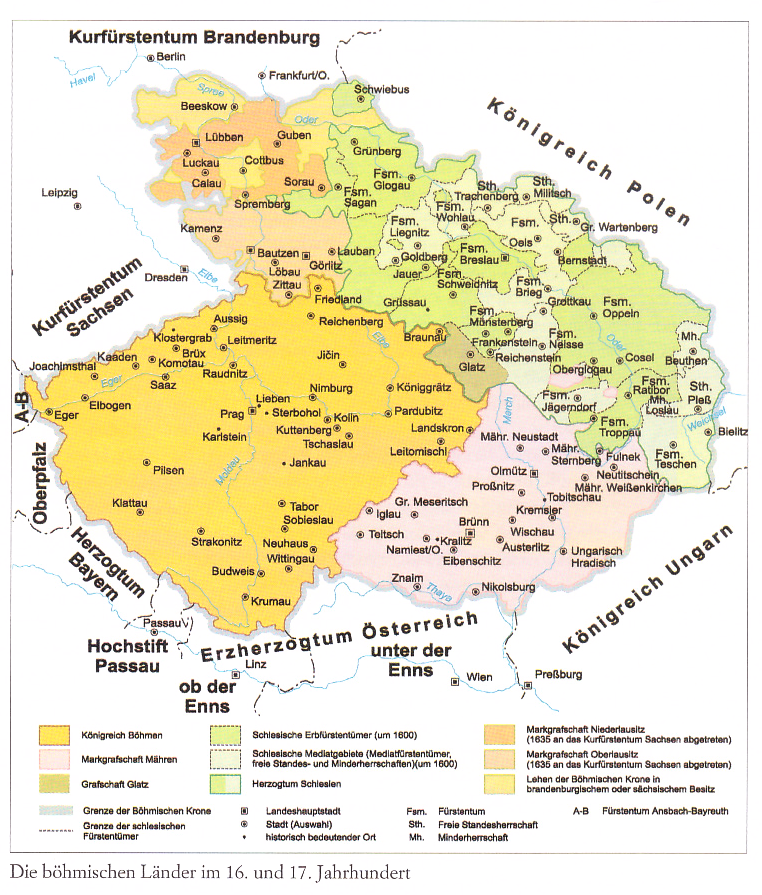 Kurfürstentum Brandenburg
Berlin
Havel
Frankfurt/O.
Spree
Schwiebus
Beeskow
Oder
Königreich Polen
Lübben
Guben
Grünberg
Luckau
Cottbus
Calau
Sorau
Fsm.
Glogau
Sth.
Trachenberg
Sth.
Militsch
Leipzig
Spremberg
Fsm.
Sagan
Fsm.
Wohlau
Fsm.
Oels
Sth.
Gr. Wartenberg
Kamenz
Fsm.
Liegnitz
Bautzen
Lauban
Goldberg
Fsm.
Breslau
Bernstadt
Löbau
Görlitz
Jauer
Fsm.
Schweidnitz
Dresden
Elbe
Zittau
Kurfürstentum
Sachsen
Friedland
Grüssau
Fsm.
Brieg
Grottkau
Fsm.
Oppeln
Reichenberg
Aussig
Klostergrab
Leitmeritz
Elbe
Braunau
Fsm.
Münsterberg
Frankenstein
Fsm.
Neisse
Oder
Mh.
Beuthen
Kaaden
Brüx
Komotau
Joachimsthal
Jičin
Glatz
Reichenstein
Oberglogau
Cosel
Saaz
Raudnitz
Eger
Elbogen
Eger
A-B
Nimburg
Königgrätz
Fsm.
Ratibor
Mh.
Loslau
Sth.
Pleß
Lieben
Prag
Sterbohol
Kolin
Pardubitz
March
Fsm.
Jägerndorf
Karlstein
Kuttenberg
Tschaslau
Landskron
Fsm.
Troppau
Weichsel
Bielitz
Mähr. Neustadt
Leitomischl
Mähr.
Sternberg
Fulnek
Fsm.
Teschen
Oberpfalz
Pilsen
Jankau
Moldau
Olmütz
Neutitschein
Proßnitz
Mähr. Weißenkirchen
Tobitschau
Klattau
Tabor
Gr. Meseritsch
Iglau
Kremsier
Sobieslau
Brünn
Wischau
Strakonitz
Neuhaus
Teltsch
Kralitz
Namiest/O.
Austerlitz
Ungarisch
Hradisch
Eibenschitz
Wittingau
Herzogtum
Bayern
Budweis
Znaim
Thaya
Nikolsburg
Krumau
Königreich Ungarn
Passau
Hochstift
Passau
Erzherzogtum Österreich
unter der
Enns
Linz
ob der
Enns
Wien
Preßburg
Königreich Böhmen
Markgrafschaft Mähren
Grafschaft Glatz
Schlesische Erbfürstentümer (um 1600)
Schlesische Mediatgebiete (Mediatfürstentümer,
freie Standes- und Minderherrschaften)(um 1600)
Herzogtum Schlesien
Markgrafschaft Niederlausitz
(1635 an das Kurfürstentum Sachsen abgetreten)
Markgrafschaft Oberlausitz
(1635 an das Kurfürstentum Sachsen abgetreten)
Lehen der Böhmischen Krone in
brandenburgischem oder sächsischem Besitz
Grenze der Böhmischen Krone
Grenze der schlesischen
Fürstentümer
Landeshauptstadt
Stadt (Auswahl)
historisch bedeutender Ort
Fsm. Fürstentum
Sth. Freie Standesherrschaft
Mh. Minderherrschaft
A-B Fürstentum Ansbach-Bayreuth
Die böhmischen Länder im 16. und 17. Jahrhundert